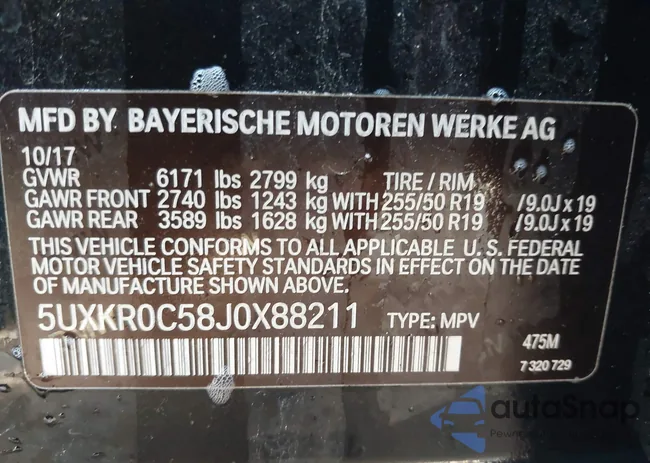 MFD BY BAYERISCHE MOTOREN WERKE AG
10/17
GVWR 6171 lbs 2799 kg TIRE / RIM
GAWR FRONT 2740 lbs 1243 kg WITH 255/50 R19 /9.0J x 19
GAWR REAR 3589 lbs 1628 kg WITH 255/50 R19 /9.0J x 19
THIS VEHICLE CONFORMS TO ALL APPLICABLE U. S. FEDERAL
MOTOR VEHICLE SAFETY STANDARDS IN EFFECT ON THE DATE
OF MANUFACTURE SHOWN ABOVE.
5UXKR0C58J0X88211 TYPE: MPV 475M
7 320 729
autoSnap